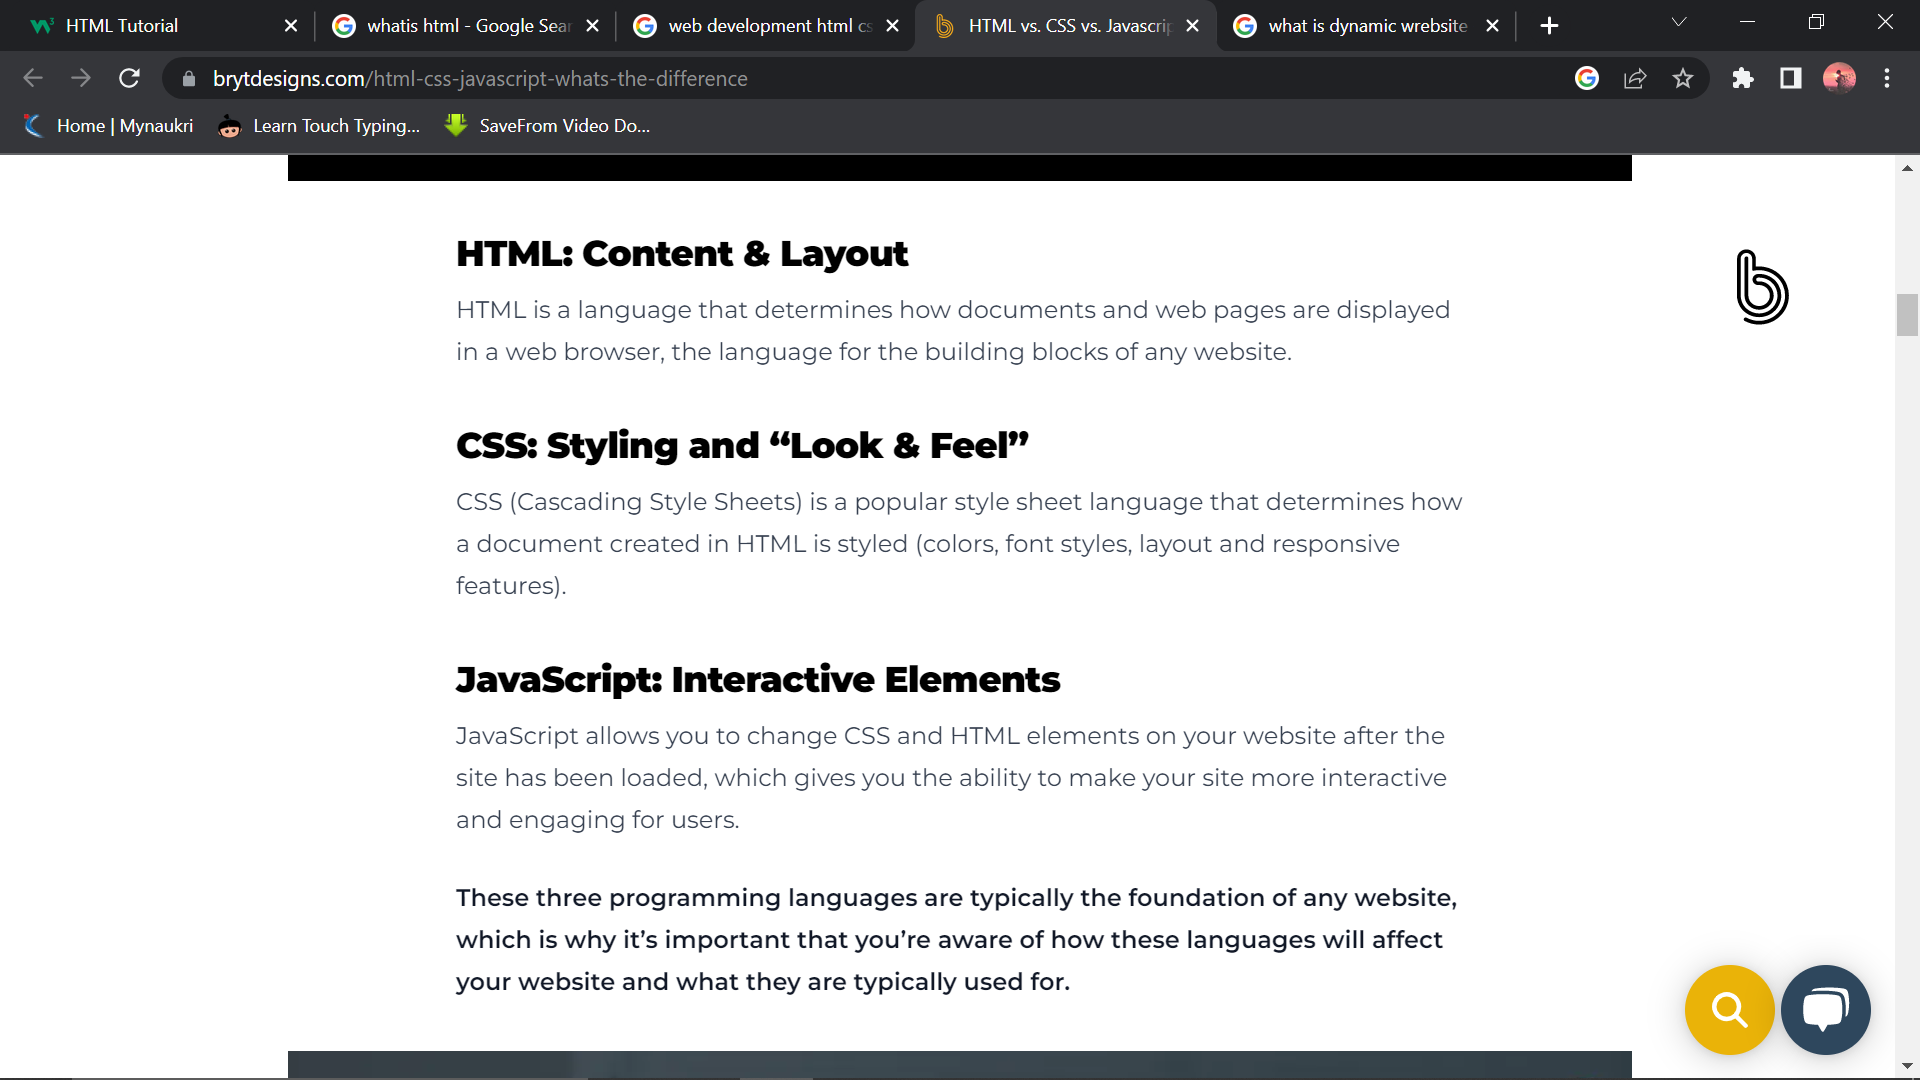 HTML Tutorial
whatis html - Google Sear
web development html cs
HTML vs. CSS vs. Javascrip
what is dynamic wrebsite
brytdesigns.com/html-css-javascript-whats-the-difference
Home | Mynaukri
Learn Touch Typing...
SaveFrom Video Do...
HTML: Content & Layout
HTML is a language that determines how documents and web pages are displayed
in a web browser, the language for the building blocks of any website.
CSS: Styling and “Look & Feel”
CSS (Cascading Style Sheets) is a popular style sheet language that determines how
a document created in HTML is styled (colors, font styles, layout and responsive
features).
JavaScript: Interactive Elements
JavaScript allows you to change CSS and HTML elements on your website after the
site has been loaded, which gives you the ability to make your site more interactive
and engaging for users.
These three programming languages are typically the foundation of any website,
which is why it’s important that you’re aware of how these languages will affect
your website and what they are typically used for.